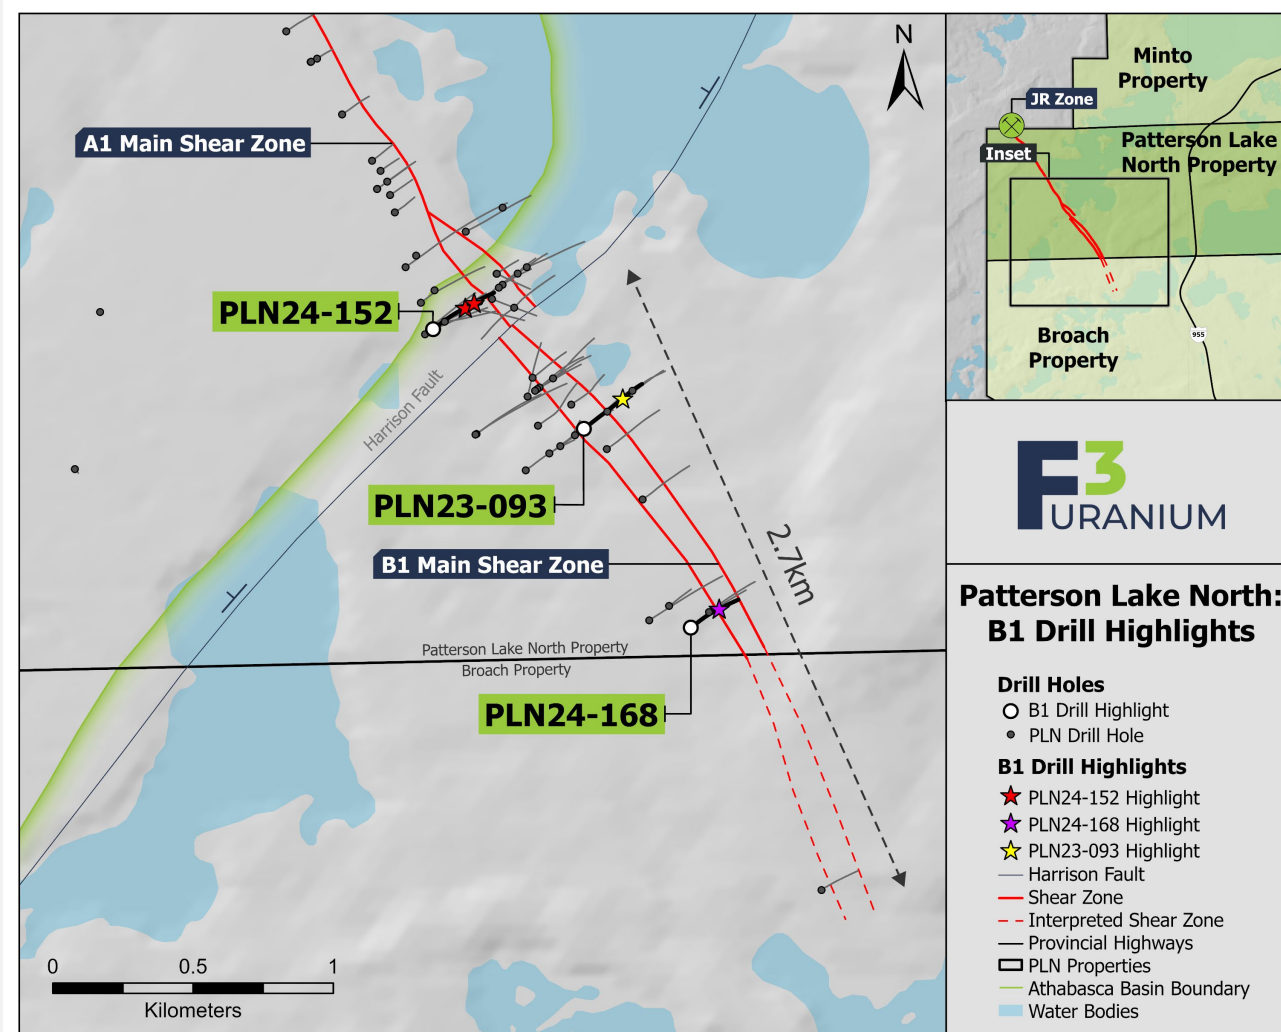 N
A1 Main Shear Zone
PLN24-152
Harrison Fault
PLN23-093
B1 Main Shear Zone
2.7km
Patterson Lake North Property
Broach Property
PLN24-168
0 0.5 1
Kilometers
Minto
Property
JR Zone
Patterson Lake
North Property
Inset
955
Broach
Property
F3
URANIUM
Patterson Lake North:
B1 Drill Highlights
Drill Holes
B1 Drill Highlight
PLN Drill Hole
B1 Drill Highlights
PLN24-152 Highlight
PLN24-168 Highlight
PLN23-093 Highlight
Harrison Fault
Shear Zone
Interpreted Shear Zone
Provincial Highways
PLN Properties
Athabasca Basin Boundary
Water Bodies